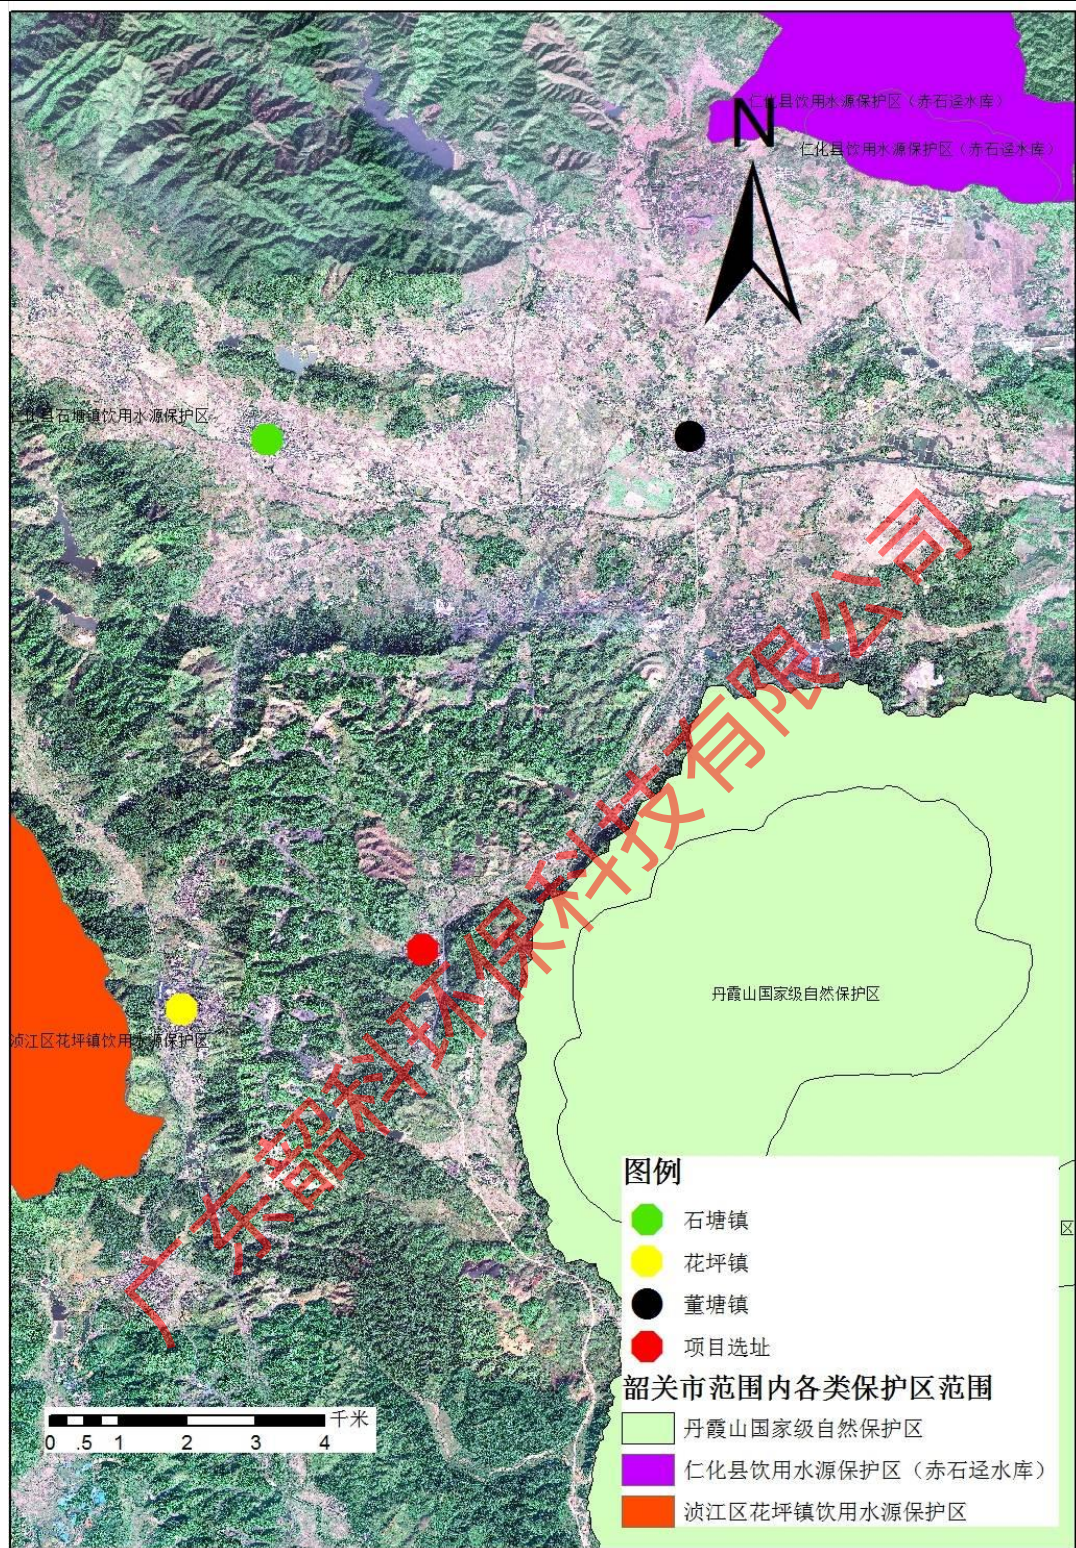 仁化县饮用水源保护区（赤石迳水库）
N
仁化县饮用水源保护区（赤石迳水库）
仁化县石塘镇饮用水源保护区
丹霞山国家级自然保护区
浈江区花坪镇饮用水源保护区
广东韶科环保科技有限公司
图例
石塘镇
花坪镇
董塘镇
项目选址
区
韶关市范围内各类保护区范围
丹霞山国家级自然保护区
仁化县饮用水源保护区（赤石迳水库）
浈江区花坪镇饮用水源保护区
千米
0 .5 1 2 3 4